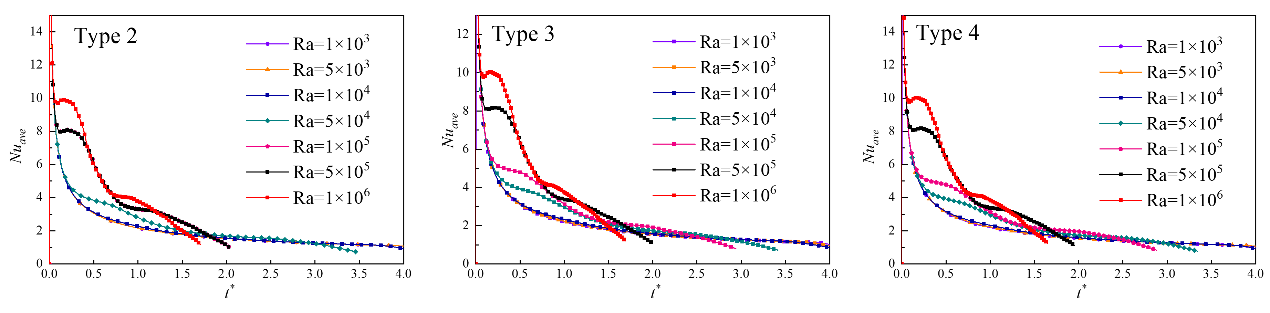 Type 2
Ra=1×10³
Ra=5×10³
Ra=1×10⁴
Ra=5×10⁴
Ra=1×10⁵
Ra=5×10⁵
Ra=1×10⁶
14
12
10
8
6
4
2
0
Nu_ave
0.0 0.5 1.0 1.5 2.0 2.5 3.0 3.5 4.0
t*
Type 3
Ra=1×10³
Ra=5×10³
Ra=1×10⁴
Ra=5×10⁴
Ra=1×10⁵
Ra=5×10⁵
Ra=1×10⁶
12
10
8
6
4
2
0
Nu_ave
0.0 0.5 1.0 1.5 2.0 2.5 3.0 3.5 4.0
t*
Type 4
Ra=1×10³
Ra=5×10³
Ra=1×10⁴
Ra=5×10⁴
Ra=1×10⁵
Ra=5×10⁵
Ra=1×10⁶
14
12
10
8
6
4
2
0
Nu_ave
0.0 0.5 1.0 1.5 2.0 2.5 3.0 3.5 4.0
t*